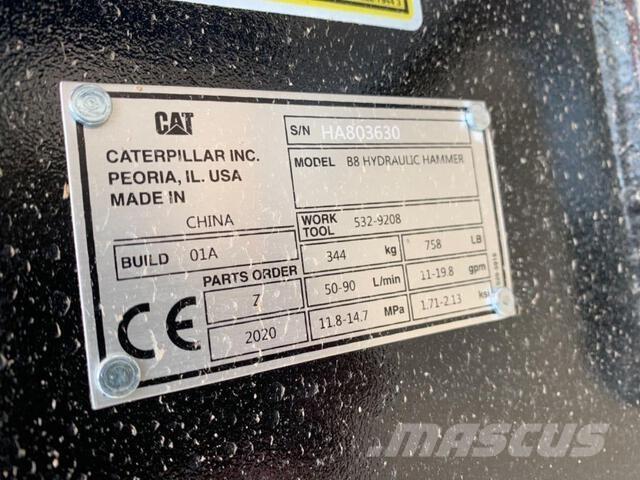 CAT
CATERPILLAR INC.
PEORIA, IL. USA
MADE IN
CHINA
BUILD 01A
S/N HA803630
MODEL B8 HYDRAULIC HAMMER
WORK TOOL 532-9208
344 kg 758 LB
PARTS ORDER
Z 50-90 L/min 11-19.8 gpm
2020 11.8-14.7 MPa 1.71-2.13 ksi
CE
MASCUS